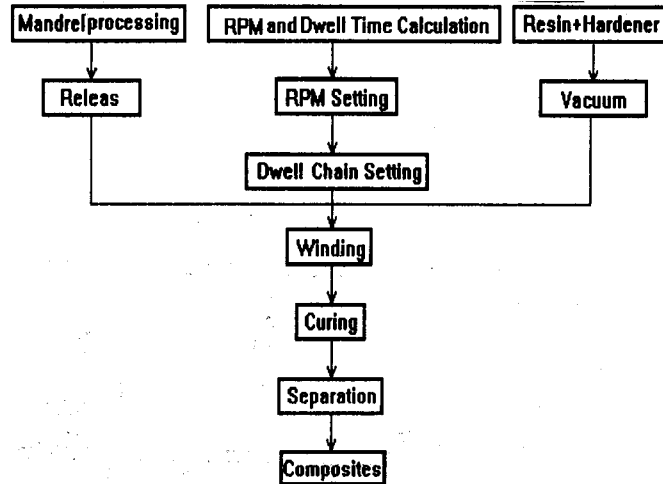 Mandrel processing
RPM and Dwell Time Calculation
Resin+Hardener
Releas
RPM Setting
Vacuum
Dwell Chain Setting
Winding
Curing
Separation
Composites